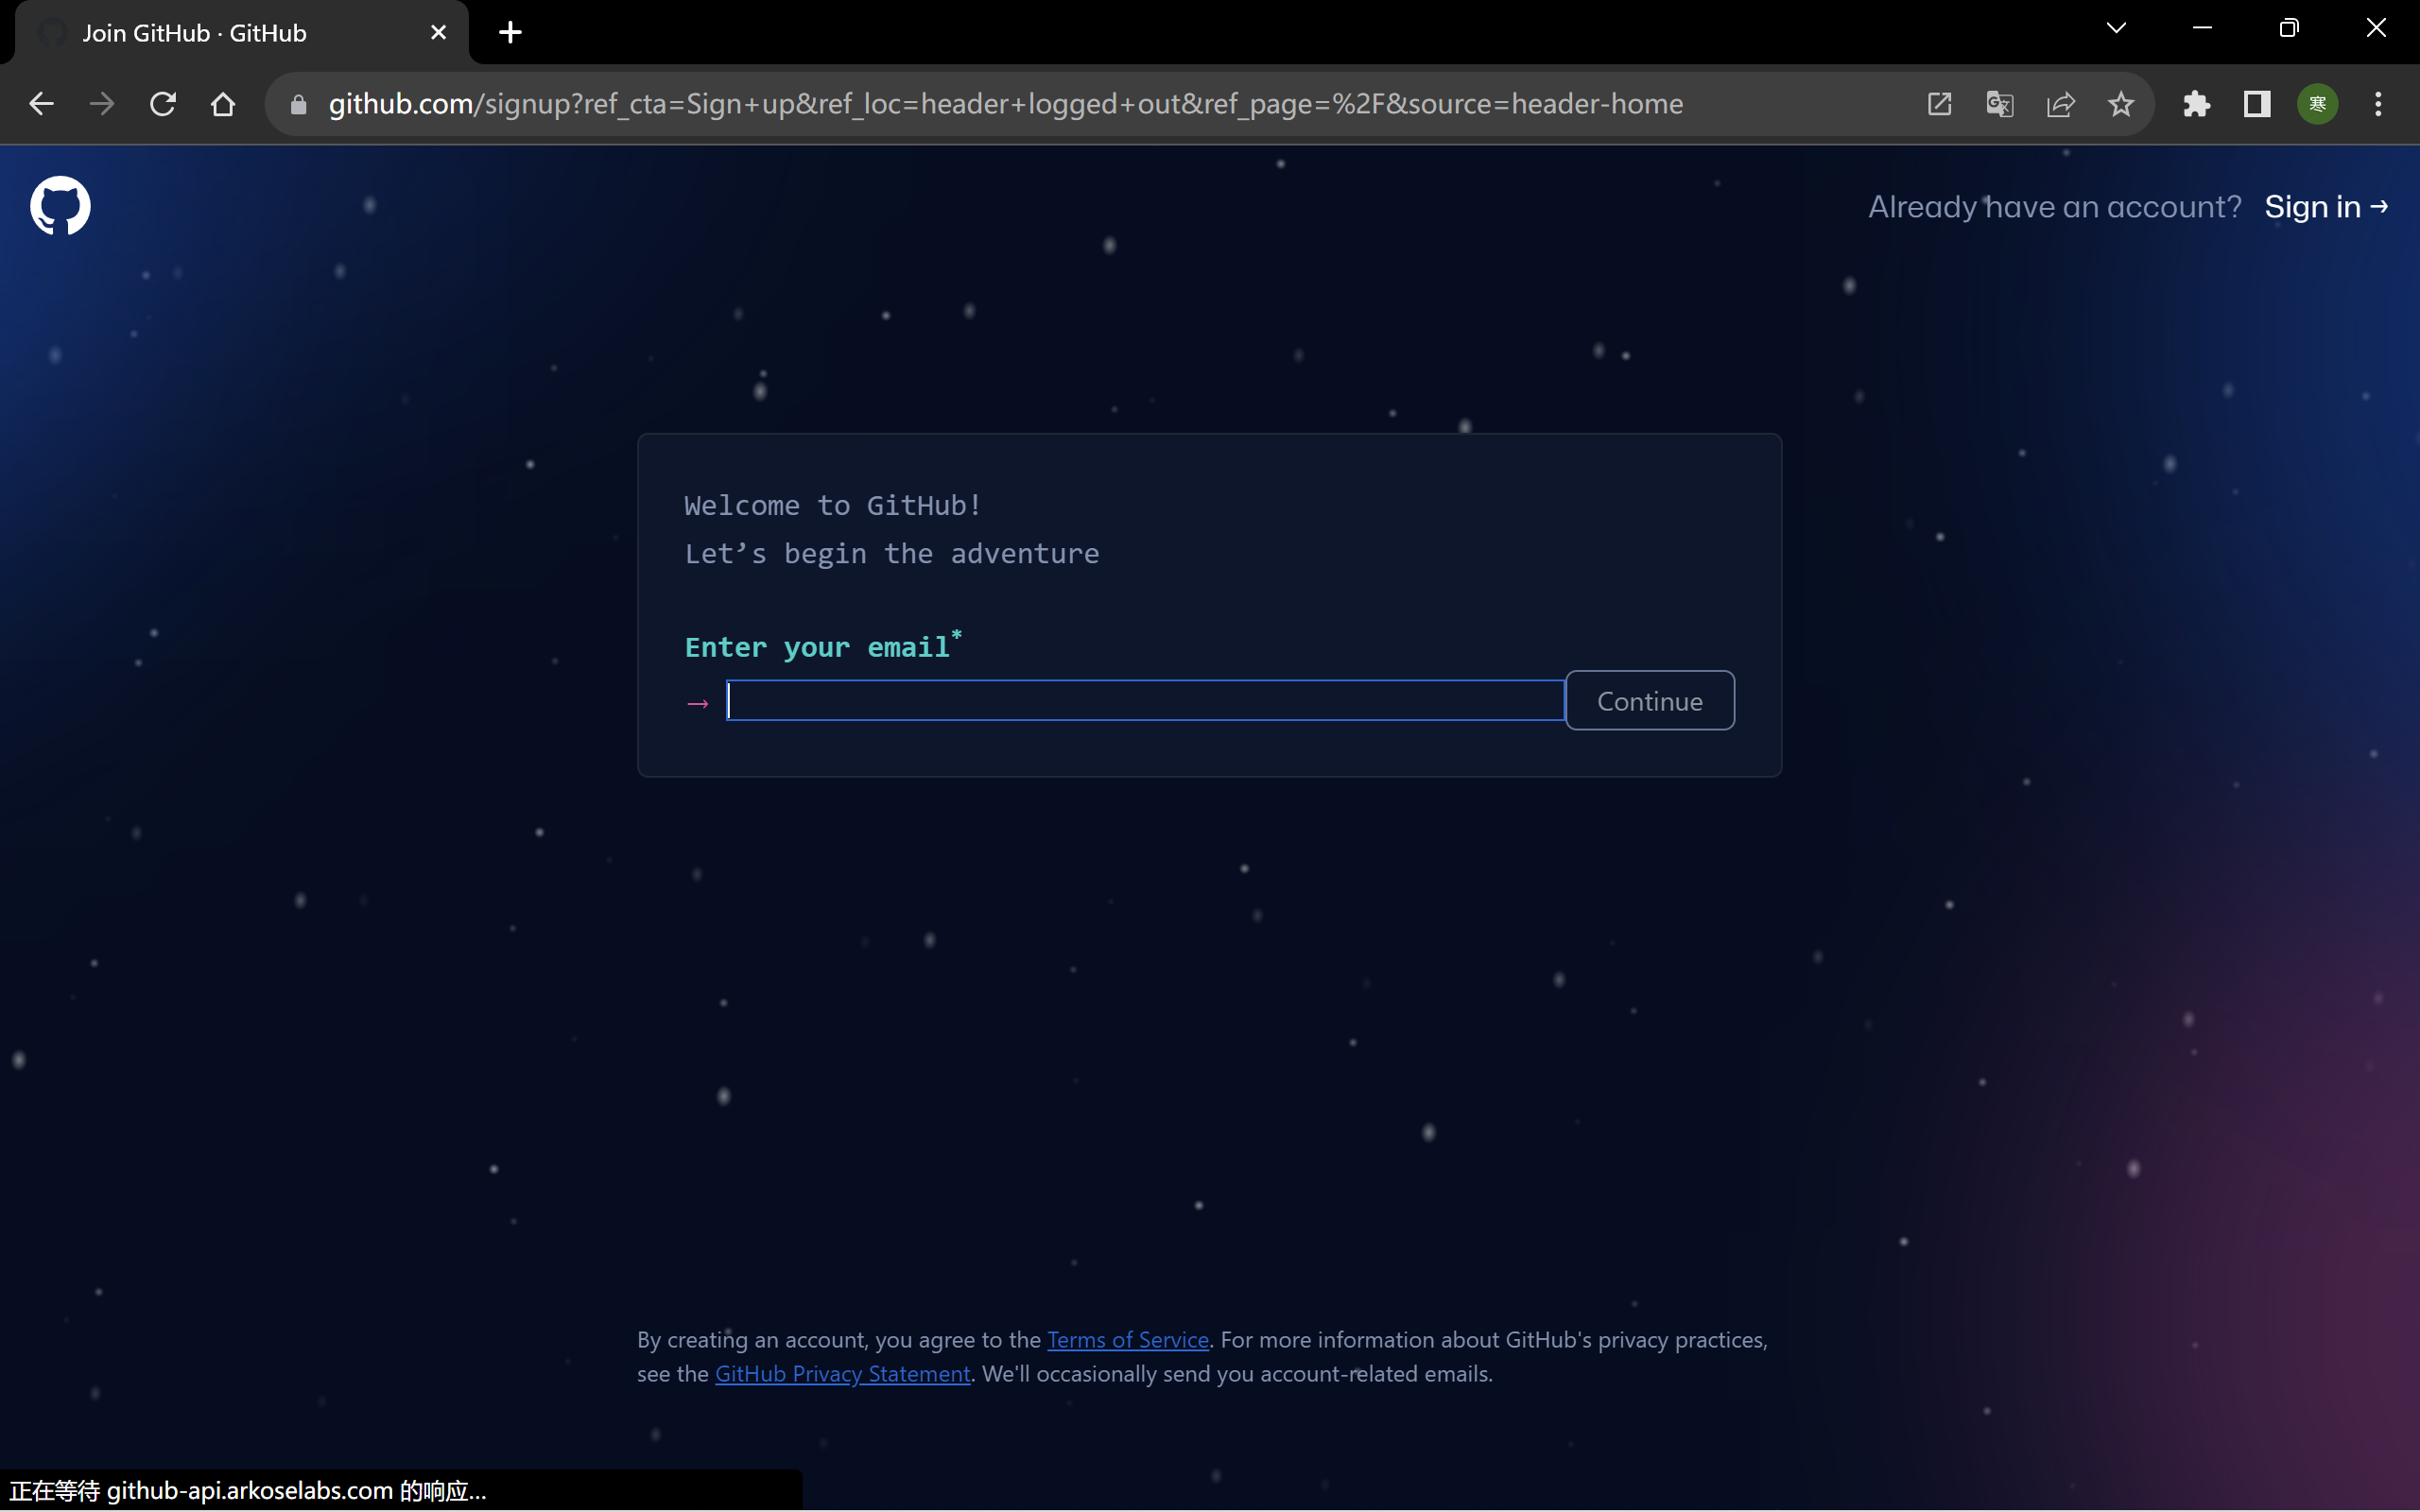 Join GitHub · GitHub
github.com/signup?ref_cta=Sign+up&ref_loc=header+logged+out&ref_page=%2F&source=header-home
寒
Already have an account? Sign in →
Welcome to GitHub!
Let’s begin the adventure
Enter your email*
→
Continue
By creating an account, you agree to the Terms of Service. For more information about GitHub's privacy practices,
see the GitHub Privacy Statement. We'll occasionally send you account-related emails.
正在等待 github-api.arkoselabs.com 的响应...